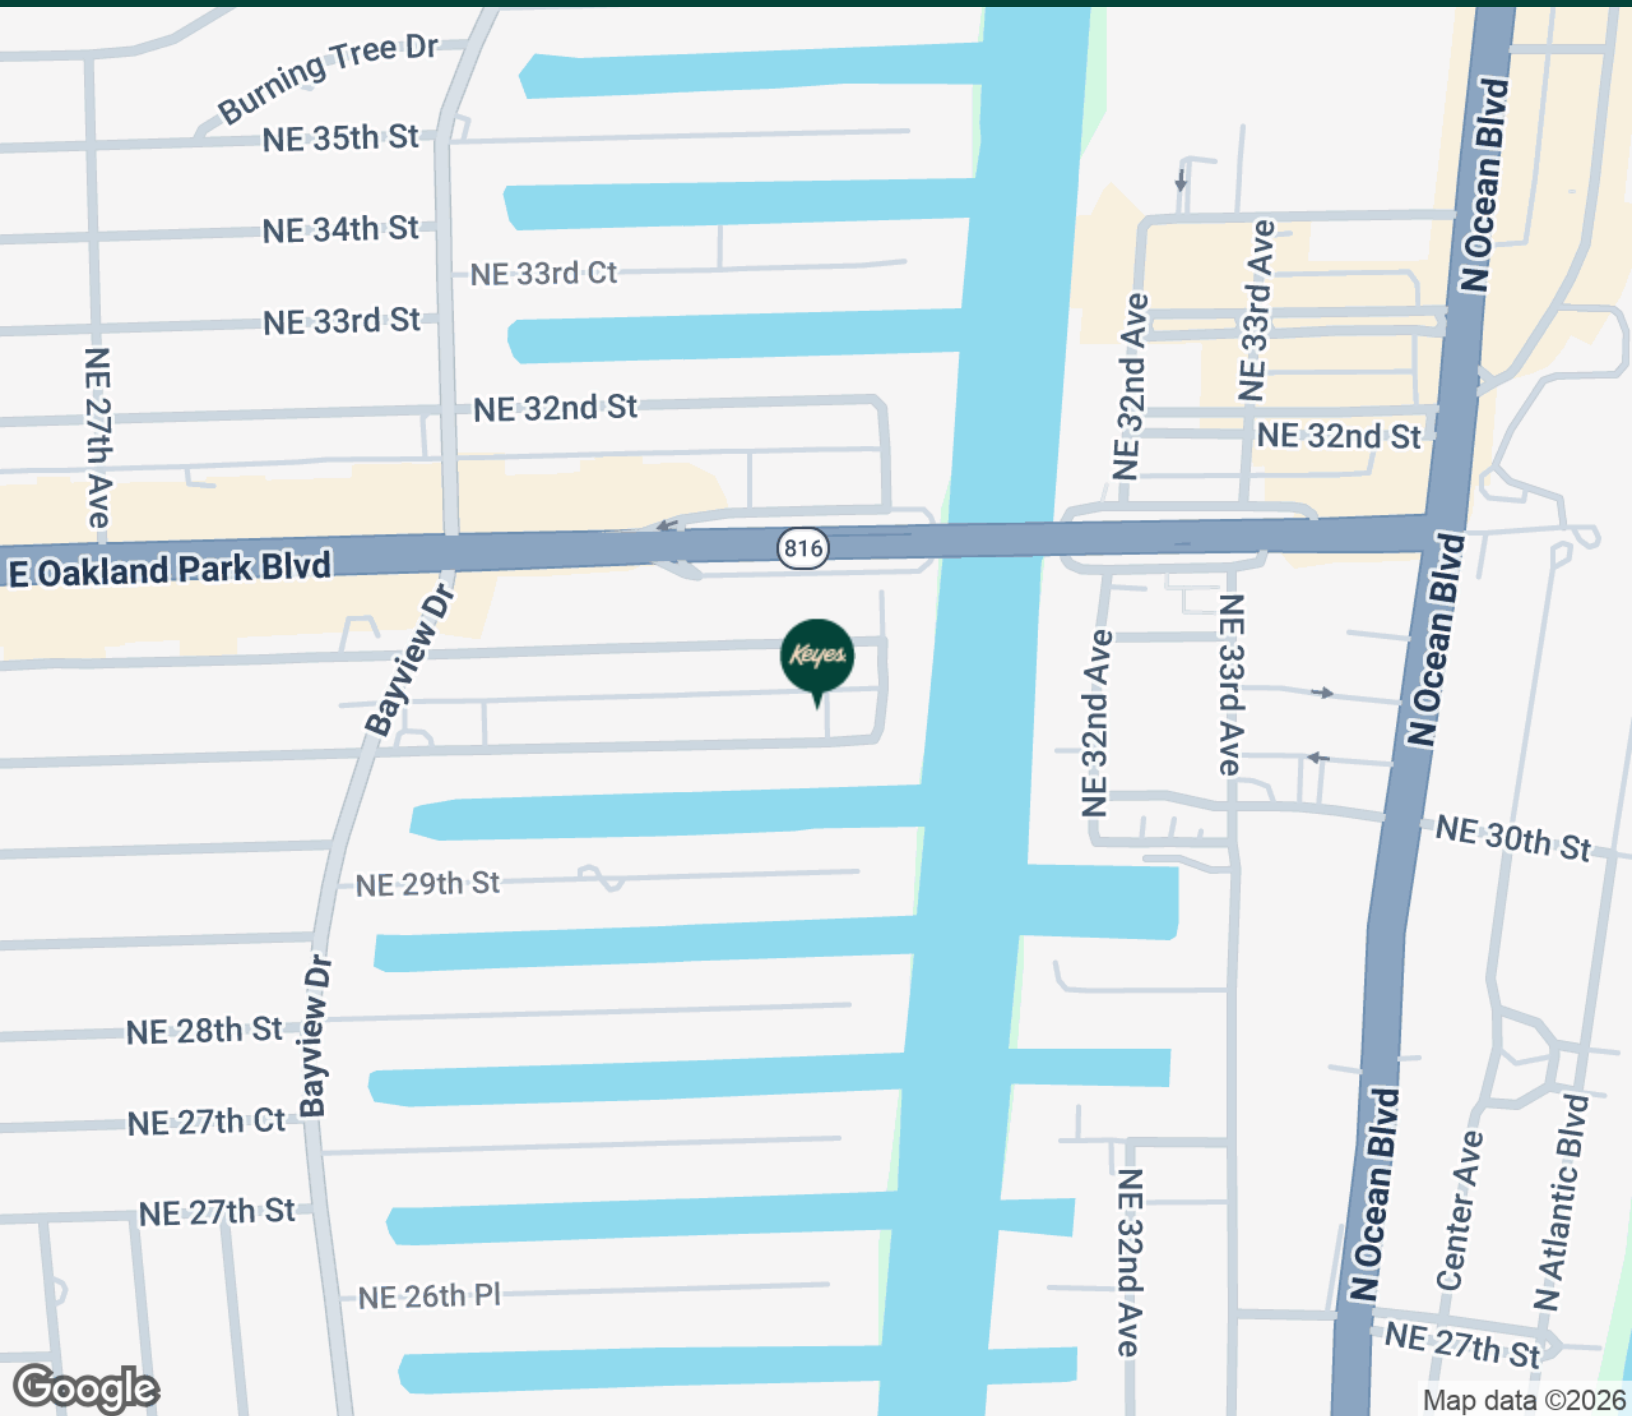 Burning Tree Dr
NE 35th St
N Ocean Blvd
NE 34th St
NE 33rd Ct
NE 33rd Ave
NE 32nd Ave
NE 33rd St
NE 27th Ave
NE 32nd St
NE 32nd St
816
E Oakland Park Blvd
N Ocean Blvd
Bayview Dr
Keyes
NE 32nd Ave
NE 33rd Ave
NE 30th St
NE 29th St
Bayview Dr
NE 28th St
NE 27th Ct
N Ocean Blvd
Center Ave
N Atlantic Blvd
NE 32nd Ave
NE 27th St
NE 26th Pl
NE 27th St
Google
Map data ©2026